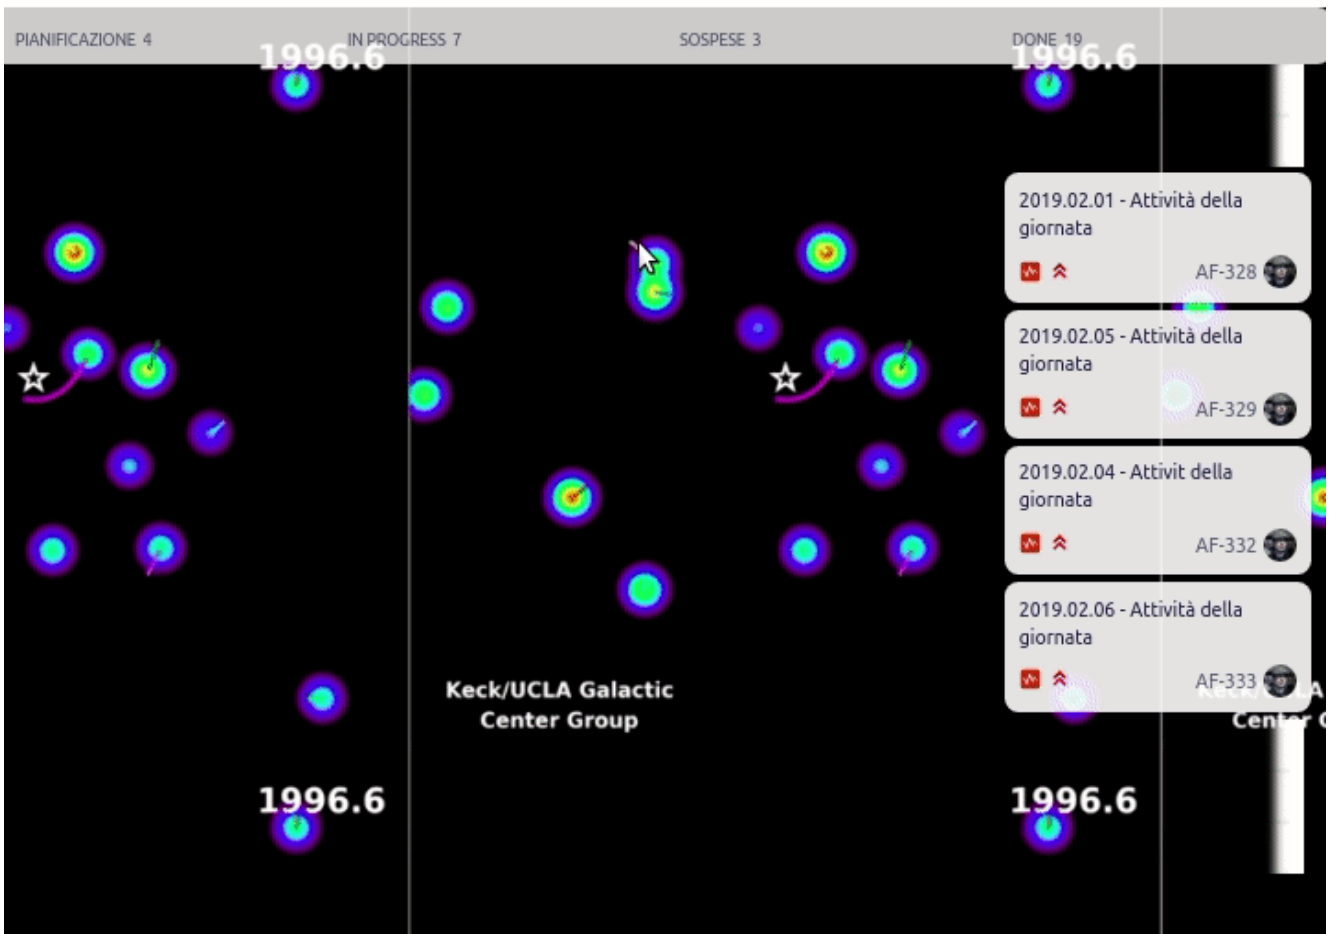 PIANIFICAZIONE 4
IN PROGRESS 7
SOSPESE 3
DONE 19
1996.6
1996.6
2019.02.01 - Attività della
giornata
AF-328
2019.02.05 - Attività della
giornata
AF-329
2019.02.04 - Attivit della
giornata
AF-332
2019.02.06 - Attività della
giornata
AF-333
Keck/UCLA Galactic
Center Group
1996.6
1996.6